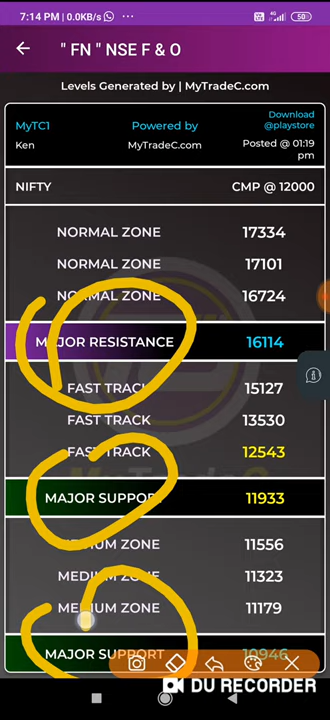 7:14 PM | 0.0KB/s
4G
50
" FN " NSE F & O
Levels Generated by | MyTradeC.com
MyTC1 Powered by Download @playstore
Ken MyTradeC.com Posted @ 01:19 pm
NIFTY CMP @ 12000
NORMAL ZONE 17334
NORMAL ZONE 17101
NORMAL ZONE 16724
MAJOR RESISTANCE 16114
FAST TRACK 15127
FAST TRACK 13530
FAST TRACK 12543
MAJOR SUPPORT 11933
MEDIUM ZONE 11556
MEDIUM ZONE 11323
MEDIUM ZONE 11179
MAJOR SUPPORT 10946
DU RECORDER